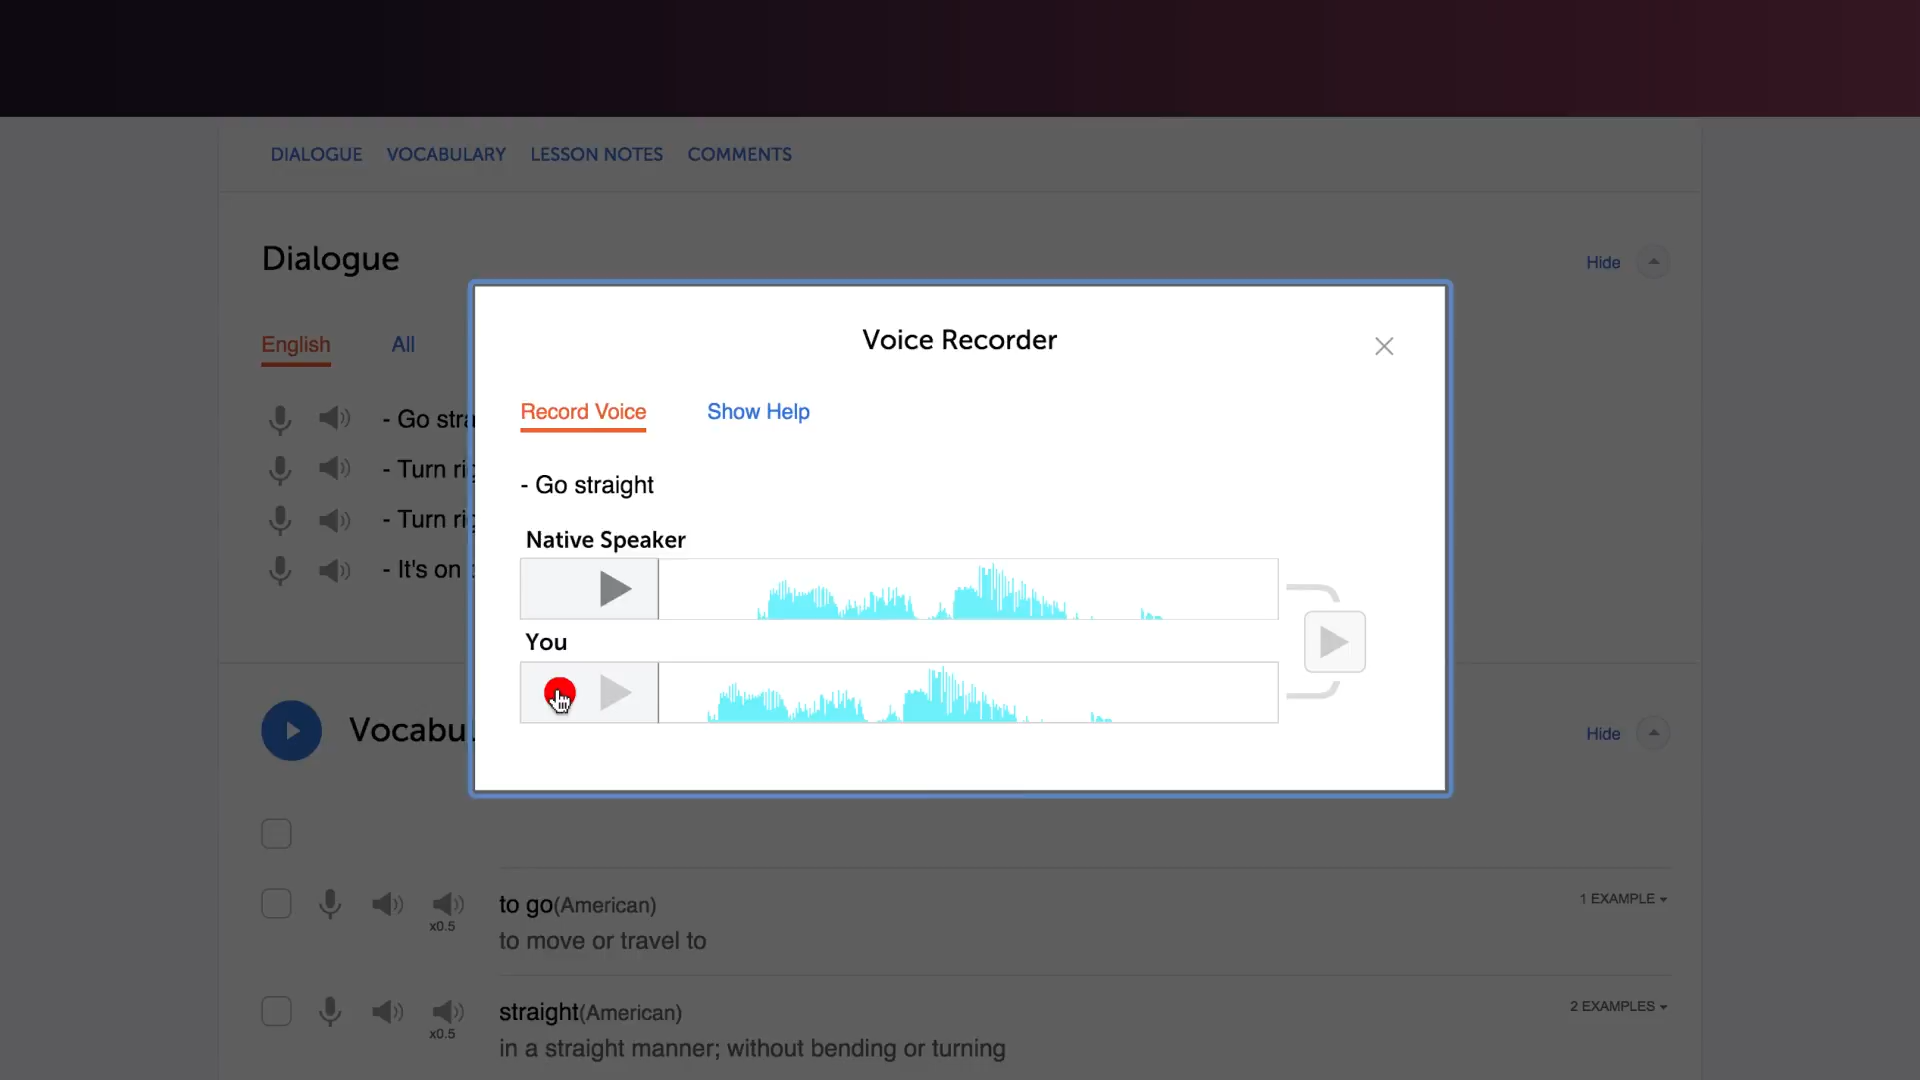 DIALOGUE VOCABULARY LESSON NOTES COMMENTS
Dialogue
Hide
English All
- Go stra
- Turn
- Turn
- It's on
Voice Recorder
Record Voice Show Help
- Go straight
Native Speaker
You
Vocabu
Hide
to go(American)
1 EXAMPLE
x0.5
to move or travel to
straight(American)
2 EXAMPLES
x0.5
in a straight manner; without bending or turning